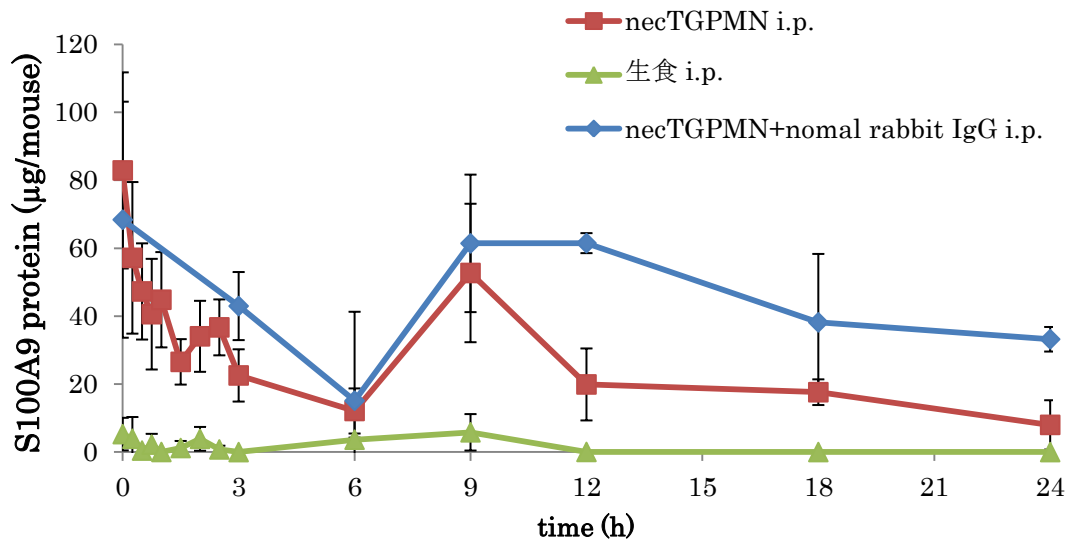 necTGPMN i.p.
生食 i.p.
necTGPMN+nomal rabbit IgG i.p.
S100A9 protein (μg/mouse)
120
100
80
60
40
20
0
0 3 6 9 12 15 18 21 24
time (h)